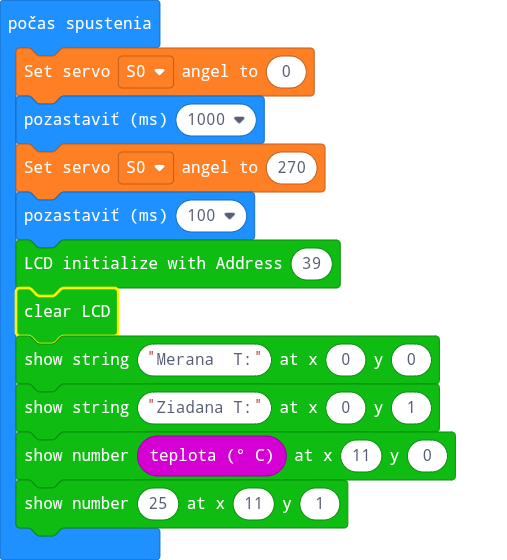 počas spustenia
Set servo S0 angel to 0
pozastaviť (ms) 1000
Set servo S0 angel to 270
pozastaviť (ms) 100
LCD initialize with Address 39
clear LCD
show string "Merana  T:" at x 0 y 0
show string "Ziadana T:" at x 0 y 1
show number teplota (° C) at x 11 y 0
show number 25 at x 11 y 1